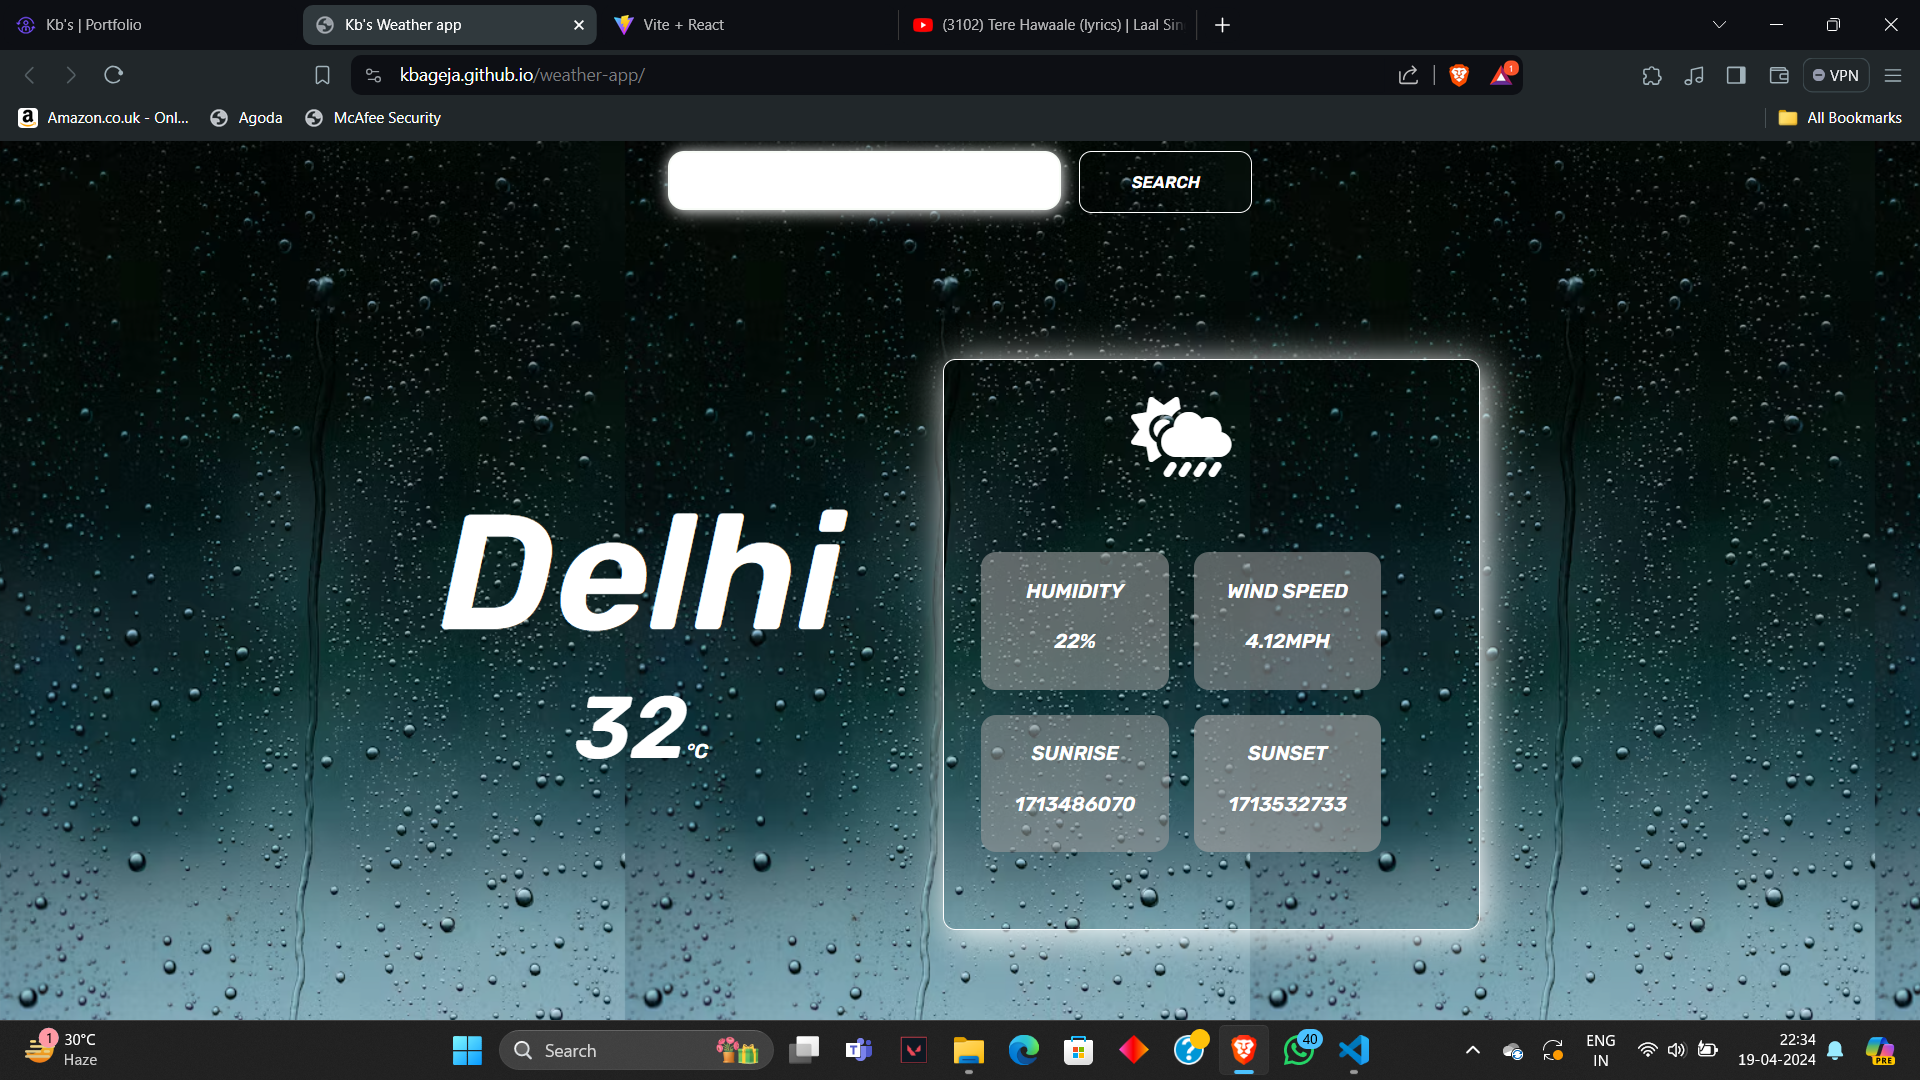 Kb's | Portfolio
Kb's Weather app
Vite + React
(3102) Tere Hawaale (lyrics) | Laal Sin
kbageja.github.io/weather-app/
1
VPN
Amazon.co.uk - Onl...
Agoda
McAfee Security
All Bookmarks
SEARCH
Delhi
32°C
HUMIDITY
22%
WIND SPEED
4.12MPH
SUNRISE
1713486070
SUNSET
1713532733
1
30°C
Haze
Search
40
ENG
IN
22:34
19-04-2024
PRE